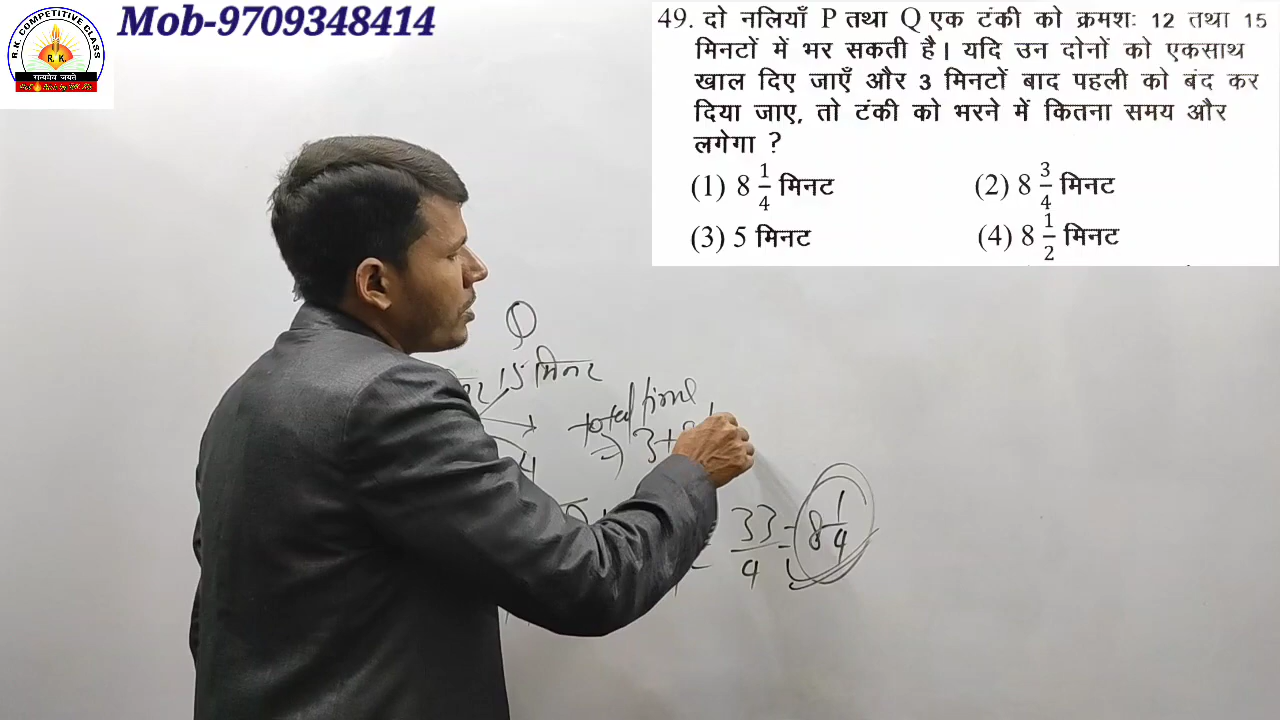 R.K COMPETITIVE CLASS
R. K.
सत्यमेव जयते
Mob-9709348414
49. दो नलियाँ P तथा Q एक टंकी को क्रमशः 12 तथा 15
मिनटों में भर सकती है। यदि उन दोनों को एकसाथ
खाल दिए जाएँ और 3 मिनटों बाद पहली को बंद कर
दिया जाए, तो टंकी को भरने में कितना समय और
लगेगा ?
(1) 8 1/4 मिनट (2) 8 3/4 मिनट
(3) 5 मिनट (4) 8 1/2 मिनट
Q
15 मिनट
total time
4
⇒ 3+8
33/4 = 8 1/4